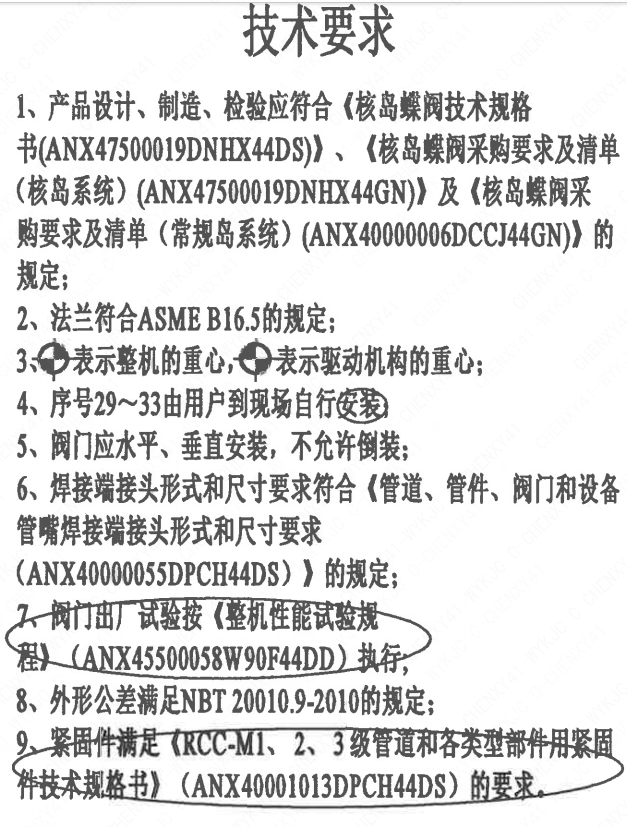 技术要求
1、产品设计、制造、检验应符合《核岛蝶阀技术规格
书(ANX47500019DNHX44DS)》、《核岛蝶阀采购要求及清单
（核岛系统）(ANX47500019DNHX44GN)》及《核岛蝶阀采
购要求及清单（常规岛系统）(ANX40000006DCCJ44GN)》的
规定；
2、法兰符合ASME B16.5的规定；
3、表示整机的重心，表示驱动机构的重心；
4、序号29～33由用户到现场自行安装；
5、阀门应水平、垂直安装，不允许倒装；
6、焊接端接头形式和尺寸要求符合《管道、管件、阀门和设备
管嘴焊接端接头形式和尺寸要求
（ANX40000055DPCH44DS）》的规定；
7、阀门出厂试验按《整机性能试验规
程》（ANX45500058W90F44DD）执行；
8、外形公差满足NBT 20010.9-2010的规定；
9、紧固件满足《RCC-M1、2、3级管道和各类型部件用紧固
件技术规格书》（ANX40001013DPCH44DS）的要求。